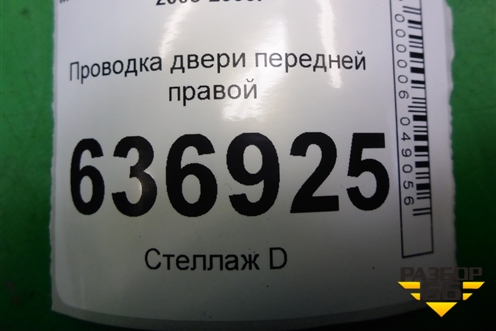 Проводка двери передней
правой
636925
Стеллаж D
000006 049056
РАЗБОР